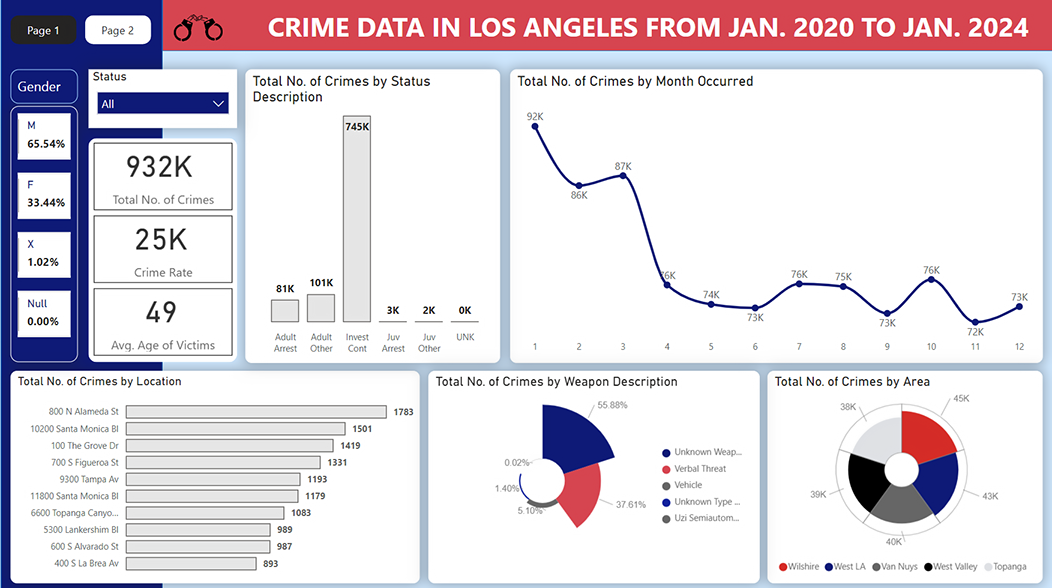 Page 1
Page 2
CRIME DATA IN LOS ANGELES FROM JAN. 2020 TO JAN. 2024
Gender
M
65.54%
F
33.44%
X
1.02%
Null
0.00%
Status
All
932K
Total No. of Crimes
25K
Crime Rate
49
Avg. Age of Victims
Total No. of Crimes by Status
Description
745K
81K
101K
3K
2K
0K
Adult
Arrest
Adult
Other
Invest
Cont
Juv
Arrest
Juv
Other
UNK
Total No. of Crimes by Month Occurred
92K
86K
87K
76K
74K
73K
76K
75K
73K
76K
72K
73K
1 2 3 4 5 6 7 8 9 10 11 12
Total No. of Crimes by Location
800 N Alameda St 1783
10200 Santa Monica Bl 1501
100 The Grove Dr 1419
700 S Figueroa St 1331
9300 Tampa Av 1193
11800 Santa Monica Bl 1179
6600 Topanga Canyo... 1083
5300 Lankershim Bl 989
600 S Alvarado St 987
400 S La Brea Av 893
Total No. of Crimes by Weapon Description
55.88%
37.61%
5.10%
1.40%
0.02%
Unknown Weap...
Verbal Threat
Vehicle
Unknown Type ...
Uzi Semiautom...
Total No. of Crimes by Area
45K
43K
40K
39K
38K
Wilshire West LA Van Nuys West Valley Topanga